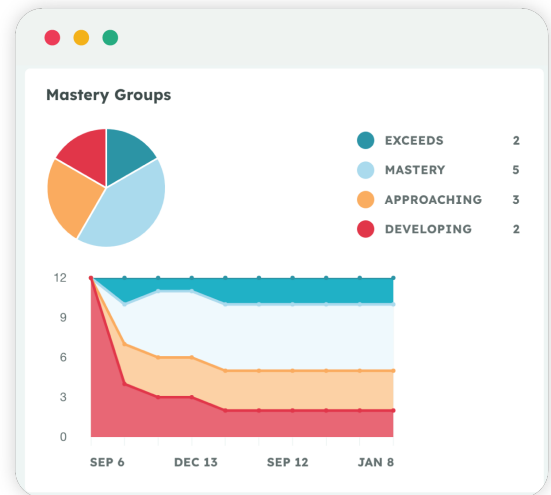 Mastery Groups
EXCEEDS 2
MASTERY 5
APPROACHING 3
DEVELOPING 2
12
9
6
3
0
SEP 6 DEC 13 SEP 12 JAN 8